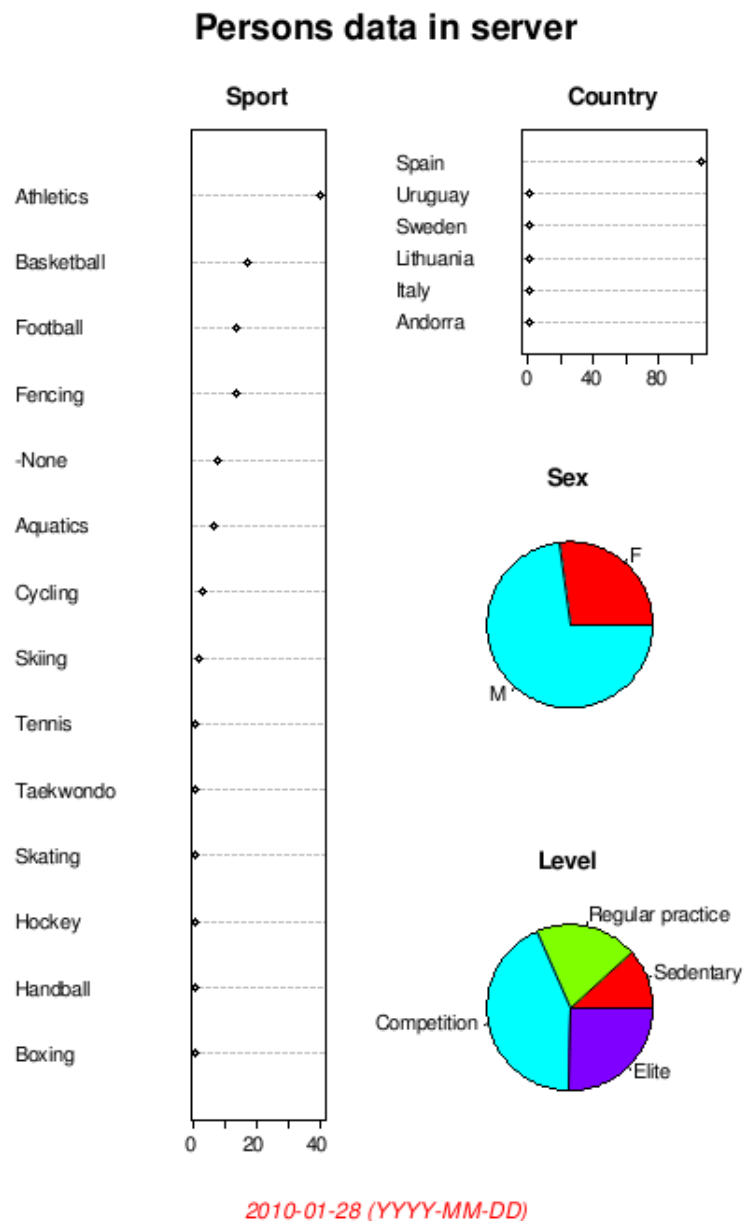 Persons data in server
Sport
Athletics
Basketball
Football
Fencing
-None
Aquatics
Cycling
Skiing
Tennis
Taekwondo
Skating
Hockey
Handball
Boxing
0 20 40
Country
Spain
Uruguay
Sweden
Lithuania
Italy
Andorra
0 40 80
Sex
F
M
Level
Regular practice
Sedentary
Competition
Elite
2010-01-28 (YYYY-MM-DD)